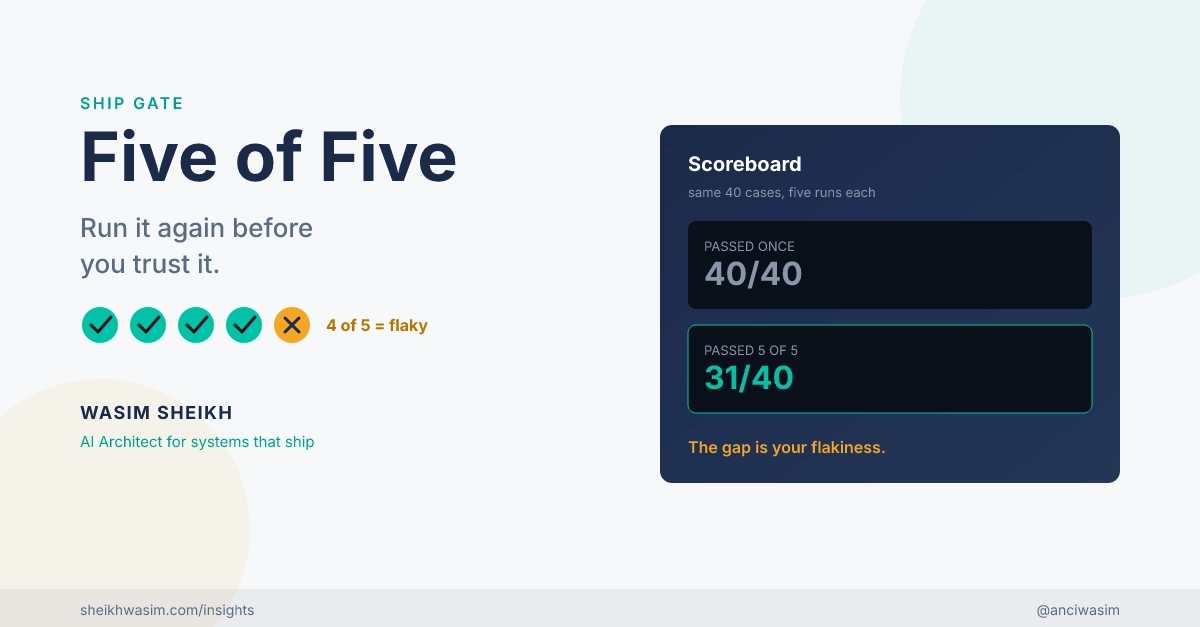 SHIP GATE
Five of Five
Run it again before
you trust it.
4 of 5 = flaky
WASIM SHEIKH
AI Architect for systems that ship
Scoreboard
same 40 cases, five runs each
PASSED ONCE
40/40
PASSED 5 OF 5
31/40
The gap is your flakiness.
sheikhwasim.com/insights
@anciwasim